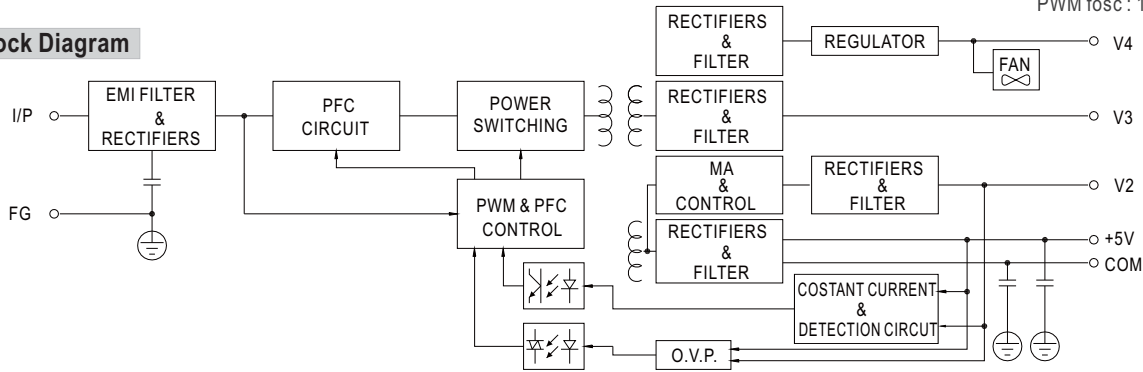 PWM fosc : 1
ock Diagram
RECTIFIERS
&
FILTER
REGULATOR
V4
FAN
I/P
EMI FILTER
&
RECTIFIERS
PFC
CIRCUIT
POWER
SWITCHING
RECTIFIERS
&
FILTER
V3
MA
&
CONTROL
RECTIFIERS
&
FILTER
V2
FG
PWM & PFC
CONTROL
RECTIFIERS
&
FILTER
+5V
COM
COSTANT CURRENT
&
DETECTION CIRCUT
O.V.P.